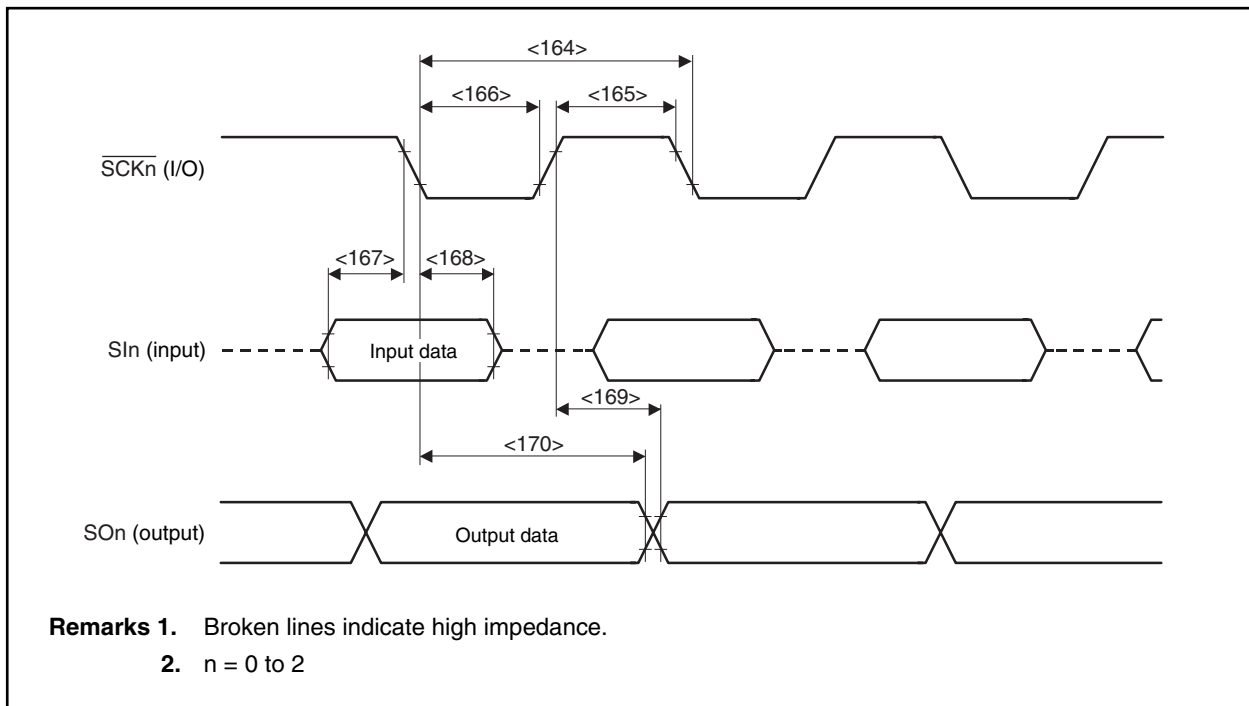 <164>
<166> <165>
SCKn (I/O)
<167> <168>
SIn (input) Input data
<169>
<170>
SOn (output) Output data
Remarks 1. Broken lines indicate high impedance.
2. n = 0 to 2